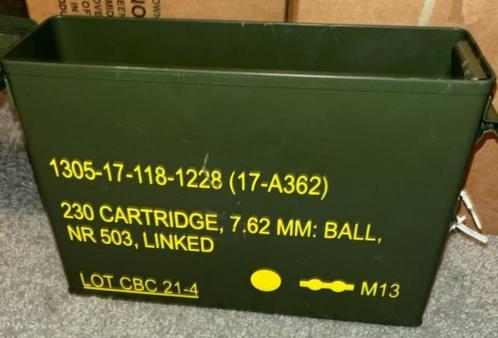 1305-17-118-1228 (17-A362)
230 CARTRIDGE, 7.62 MM: BALL,
NR 503, LINKED
LOT CBC 21-4
M13